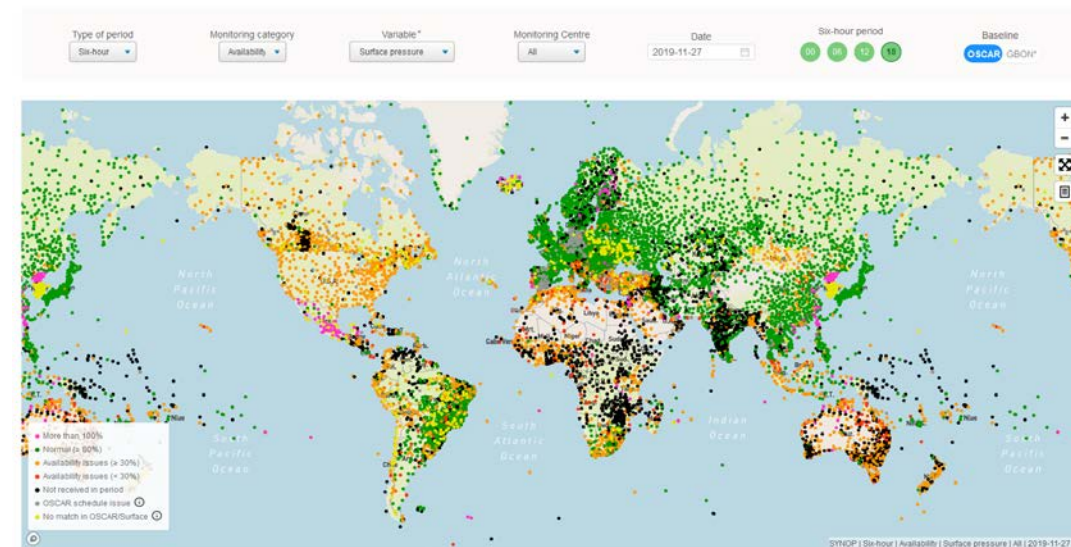 Type of period
Six-hour
Monitoring category
Availability
Variable*
Surface pressure
Monitoring Centre
All
Date
2019-11-27
Six-hour period
00 06 12 18
Baseline
OSCAR GBON*
+
−
North Atlantic Ocean
North Pacific Ocean
North Pacific Ocean
South Atlantic Ocean
Indian Ocean
South Pacific Ocean
South Pacific Ocean
More than 100%
Normal (≥ 80%)
Availability issues (≥ 30%)
Availability issues (< 30%)
Not received in period
OSCAR schedule issue
No match in OSCAR/Surface
SYNOP | Six-hour | Availability | Surface pressure | All | 2019-11-27